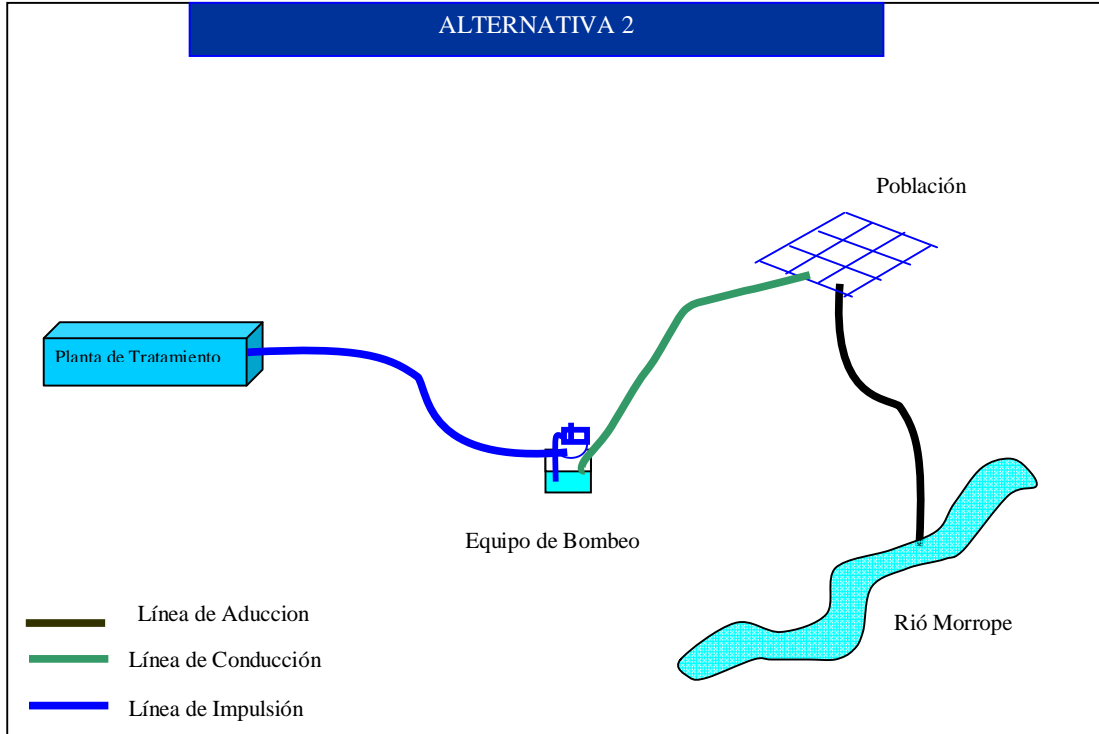 ALTERNATIVA 2
Población
Planta de Tratamiento
Equipo de Bombeo
Línea de Aduccion
Rió Morrope
Línea de Conducción
Línea de Impulsión